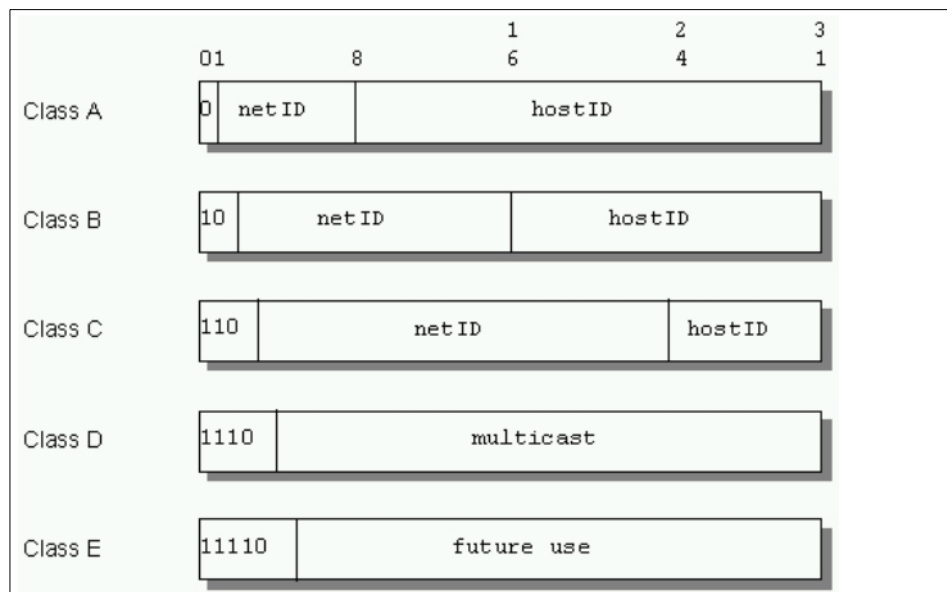 1 2 3
01 8 6 4 1
Class A 0 netID hostID
Class B 10 netID hostID
Class C 110 netID hostID
Class D 1110 multicast
Class E 11110 future use